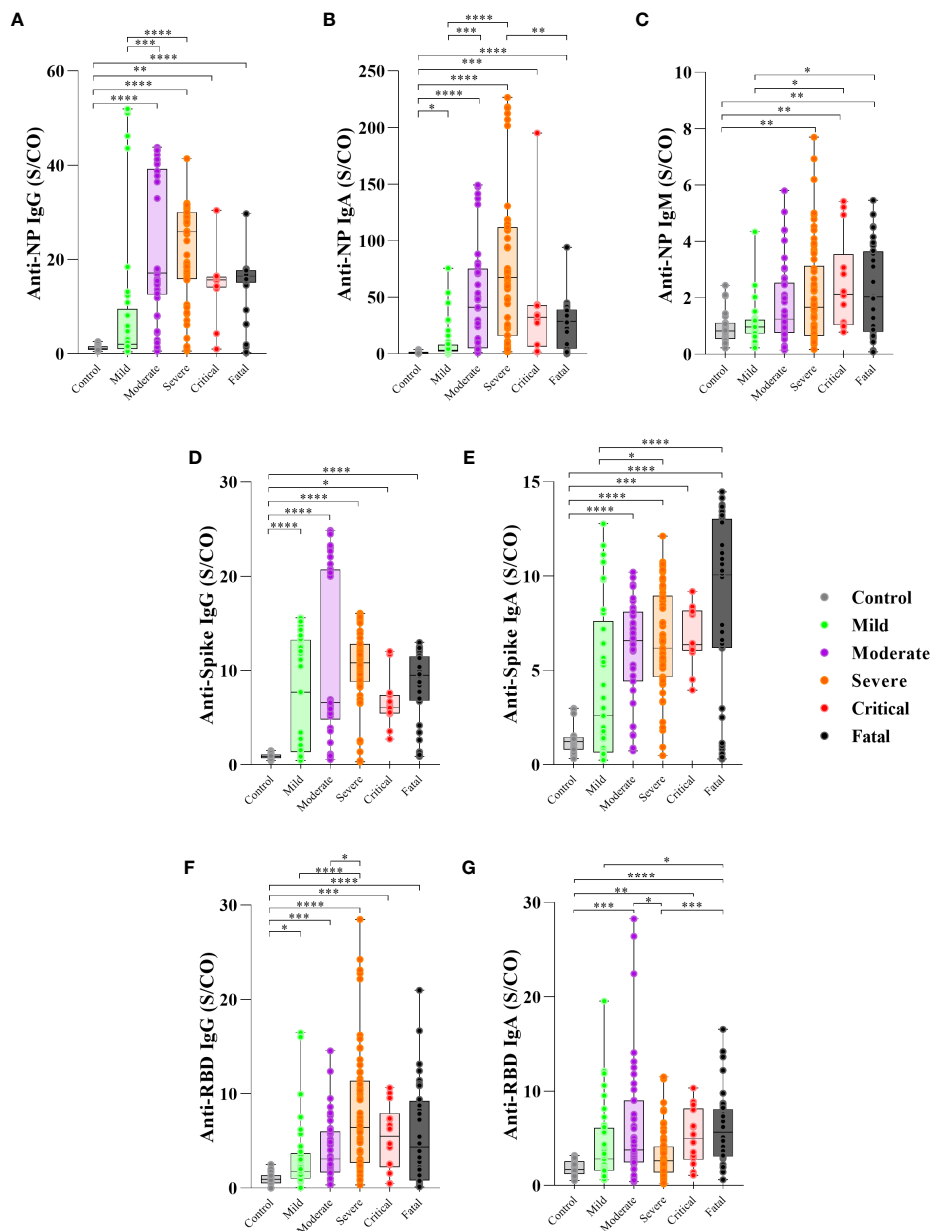 A
****
***
****
**
****
****
60
40
20
0
Anti-NP IgG (S/CO)
Control
Mild
Moderate
Severe
Critical
Fatal
B
****
***
**
****
***
****
****
*
250
200
150
100
50
0
Anti-NP IgA (S/CO)
Control
Mild
Moderate
Severe
Critical
Fatal
C
*
*
**
**
**
10
8
6
4
2
0
Anti-NP IgM (S/CO)
Control
Mild
Moderate
Severe
Critical
Fatal
D
****
*
****
****
****
30
20
10
0
Anti-Spike IgG (S/CO)
Control
Mild
Moderate
Severe
Critical
Fatal
E
****
*
****
***
****
****
15
10
5
0
Anti-Spike IgA (S/CO)
Control
Mild
Moderate
Severe
Critical
Fatal
Control
Mild
Moderate
Severe
Critical
Fatal
F
*
****
****
***
****
***
*
30
20
10
0
Anti-RBD IgG (S/CO)
Control
Mild
Moderate
Severe
Critical
Fatal
G
*
****
**
***
*
***
30
20
10
0
Anti-RBD IgA (S/CO)
Control
Mild
Moderate
Severe
Critical
Fatal